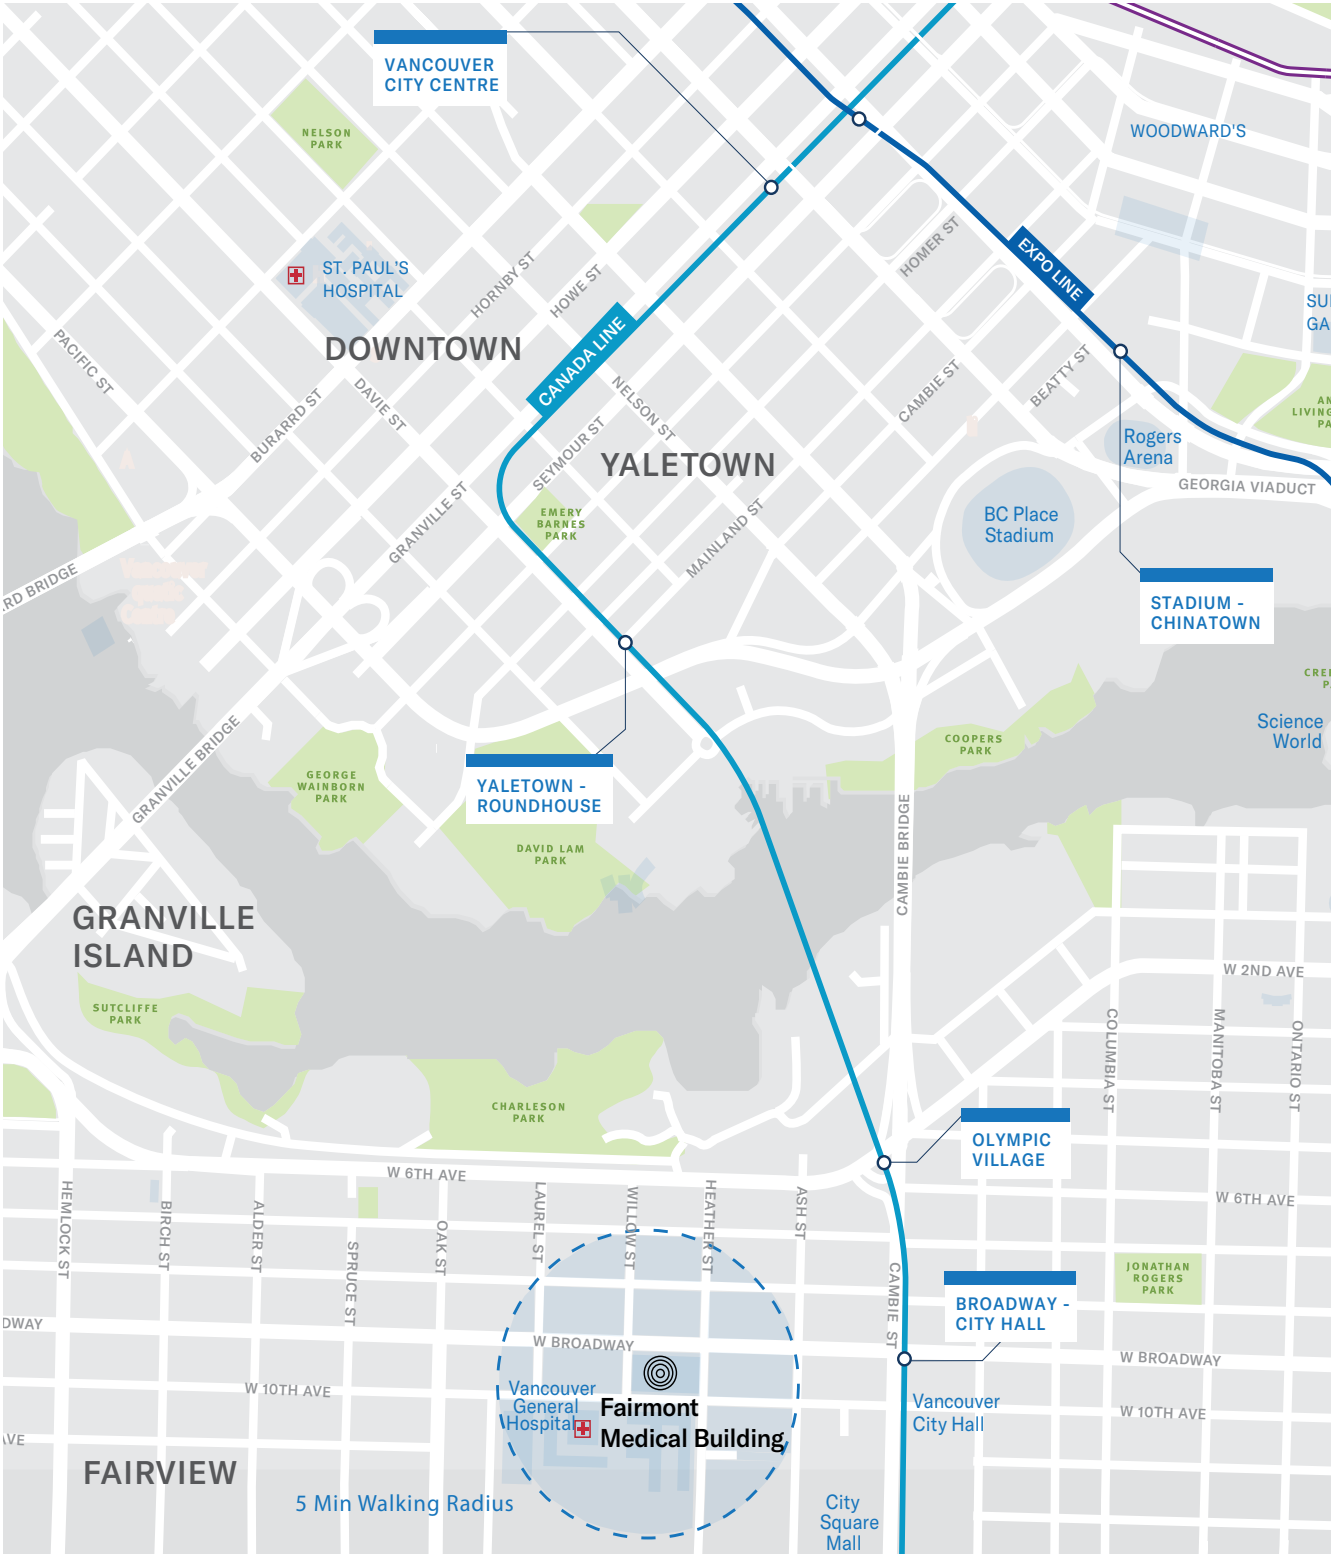 VANCOUVER
CITY CENTRE
WOODWARD'S
NELSON
PARK
HOMER ST
EXPO LINE
ST. PAUL'S
HOSPITAL
HORNBY ST
HOWE ST
DOWNTOWN
CANADA LINE
PACIFIC ST
BURARRD ST
DAVIE ST
NELSON ST
CAMBIE ST
BEATTY ST
SEYMOUR ST
YALETOWN
Rogers
Arena
GEORGIA VIADUCT
GRANVILLE ST
EMERY
BARNES
PARK
MAINLAND ST
BC Place
Stadium
RD BRIDGE
STADIUM -
CHINATOWN
Science
World
GRANVILLE BRIDGE
COOPERS
PARK
GEORGE
WAINBORN
PARK
YALETOWN -
ROUNDHOUSE
DAVID LAM
PARK
CAMBIE BRIDGE
GRANVILLE
ISLAND
SUTCLIFFE
PARK
W 2ND AVE
COLUMBIA ST
MANITOBA ST
ONTARIO ST
CHARLESON
PARK
OLYMPIC
VILLAGE
W 6TH AVE
W 6TH AVE
HEMLOCK ST
BIRCH ST
ALDER ST
SPRUCE ST
OAK ST
LAUREL ST
WILLOW ST
HEATHER ST
ASH ST
CAMBIE ST
JONATHAN
ROGERS
PARK
BROADWAY -
CITY HALL
DWAY
W BROADWAY
W BROADWAY
W 10TH AVE
Vancouver
General
Hospital
Fairmont
Medical Building
Vancouver
City Hall
W 10TH AVE
AVE
FAIRVIEW
5 Min Walking Radius
City
Square
Mall